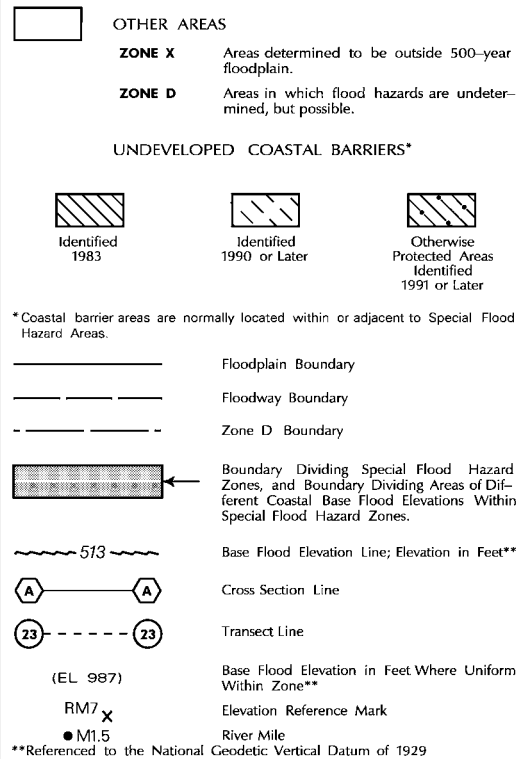 OTHER AREAS
ZONE X Areas determined to be outside 500-year
floodplain.
ZONE D Areas in which flood hazards are undeter-
mined, but possible.
UNDEVELOPED COASTAL BARRIERS*
Identified
1983
Identified
1990 or Later
Otherwise
Protected Areas
Identified
1991 or Later
*Coastal barrier areas are normally located within or adjacent to Special Flood
Hazard Areas.
Floodplain Boundary
Floodway Boundary
Zone D Boundary
Boundary Dividing Special Flood Hazard
Zones, and Boundary Dividing Areas of Dif-
ferent Coastal Base Flood Elevations Within
Special Flood Hazard Zones.
513 Base Flood Elevation Line; Elevation in Feet**
A A Cross Section Line
23 23 Transect Line
(EL 987) Base Flood Elevation in Feet Where Uniform
Within Zone**
RM7 X Elevation Reference Mark
●M1.5 River Mile
**Referenced to the National Geodetic Vertical Datum of 1929